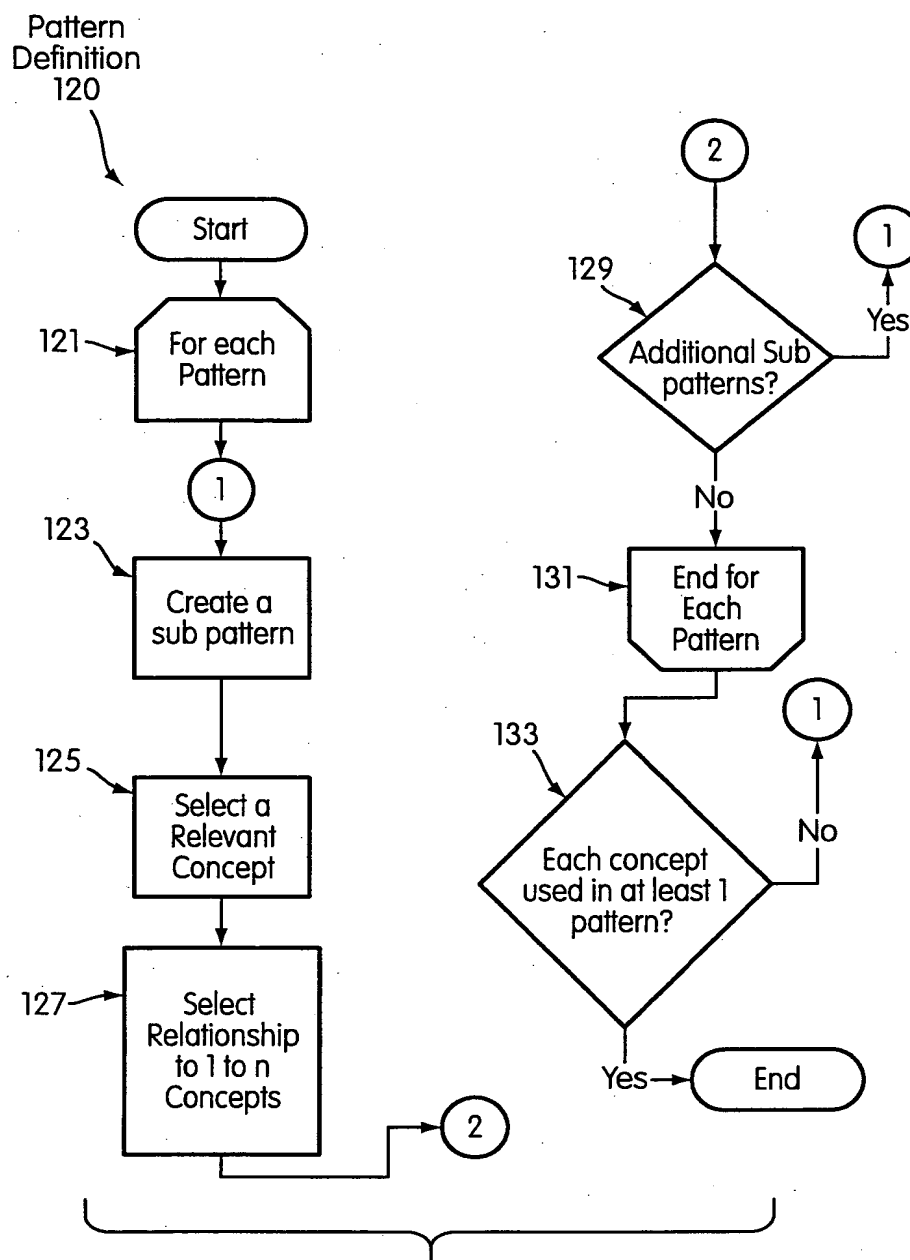 Pattern
Definition
120
Start
121
For each
Pattern
1
123
Create a
sub pattern
125
Select a
Relevant
Concept
127
Select
Relationship
to 1 to n
Concepts
2
2
129
Additional Sub
patterns?
Yes
1
No
131
End for
Each
Pattern
133
Each concept
used in at least 1
pattern?
No
1
Yes
End